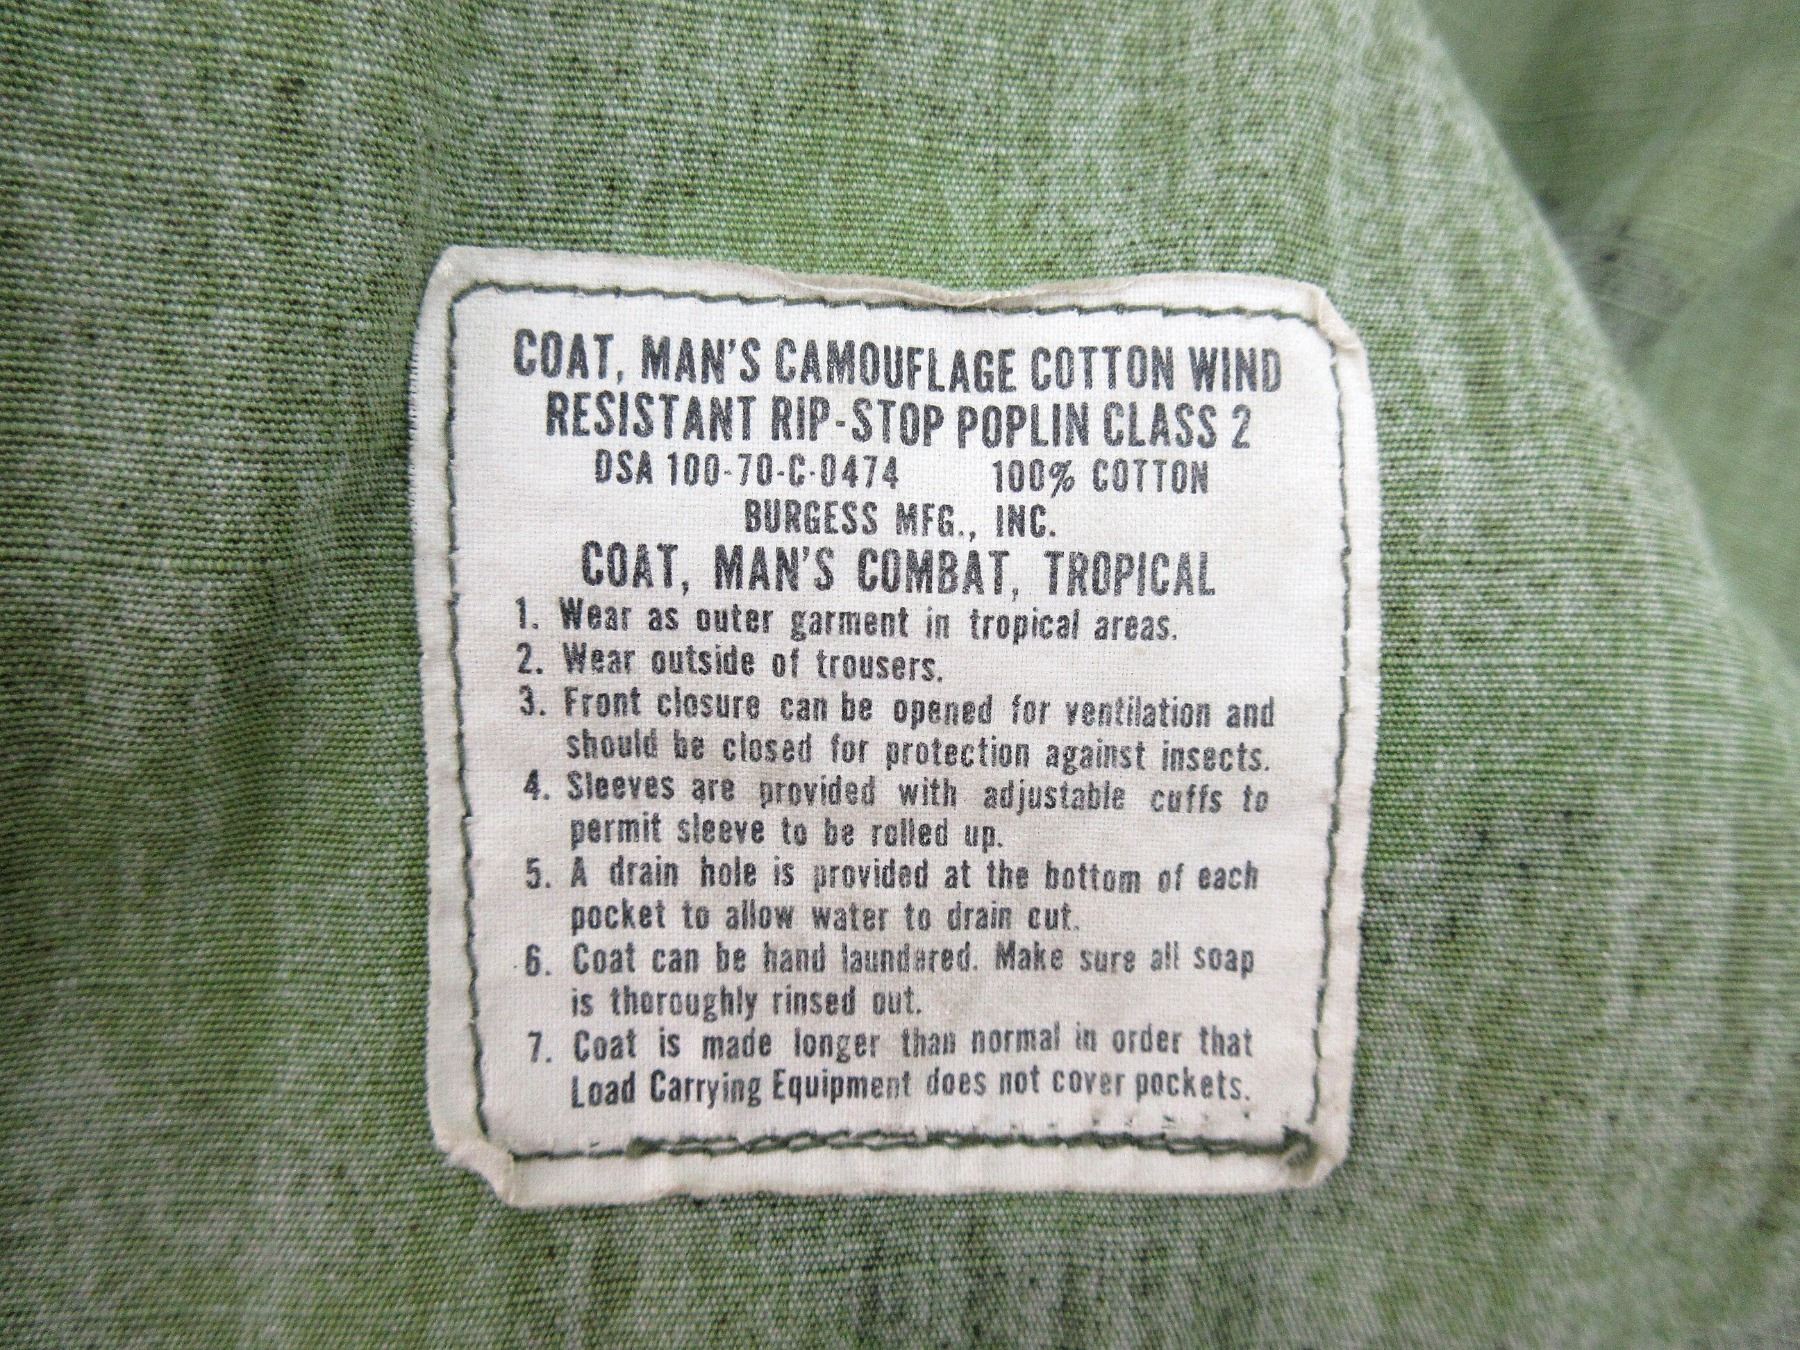 COAT, MAN'S CAMOUFLAGE COTTON WIND
RESISTANT RIP-STOP POPLIN CLASS 2
DSA 100-70-C-0474 100% COTTON
BURGESS MFG., INC.
COAT, MAN'S COMBAT, TROPICAL
1. Wear as outer garment in tropical areas.
2. Wear outside of trousers.
3. Front closure can be opened for ventilation and
should be closed for protection against insects.
4. Sleeves are provided with adjustable cuffs to
permit sleeve to be rolled up.
5. A drain hole is provided at the bottom of each
pocket to allow water to drain out.
6. Coat can be hand laundered. Make sure all soap
is thoroughly rinsed out.
7. Coat is made longer than normal in order that
Load Carrying Equipment does not cover pockets.